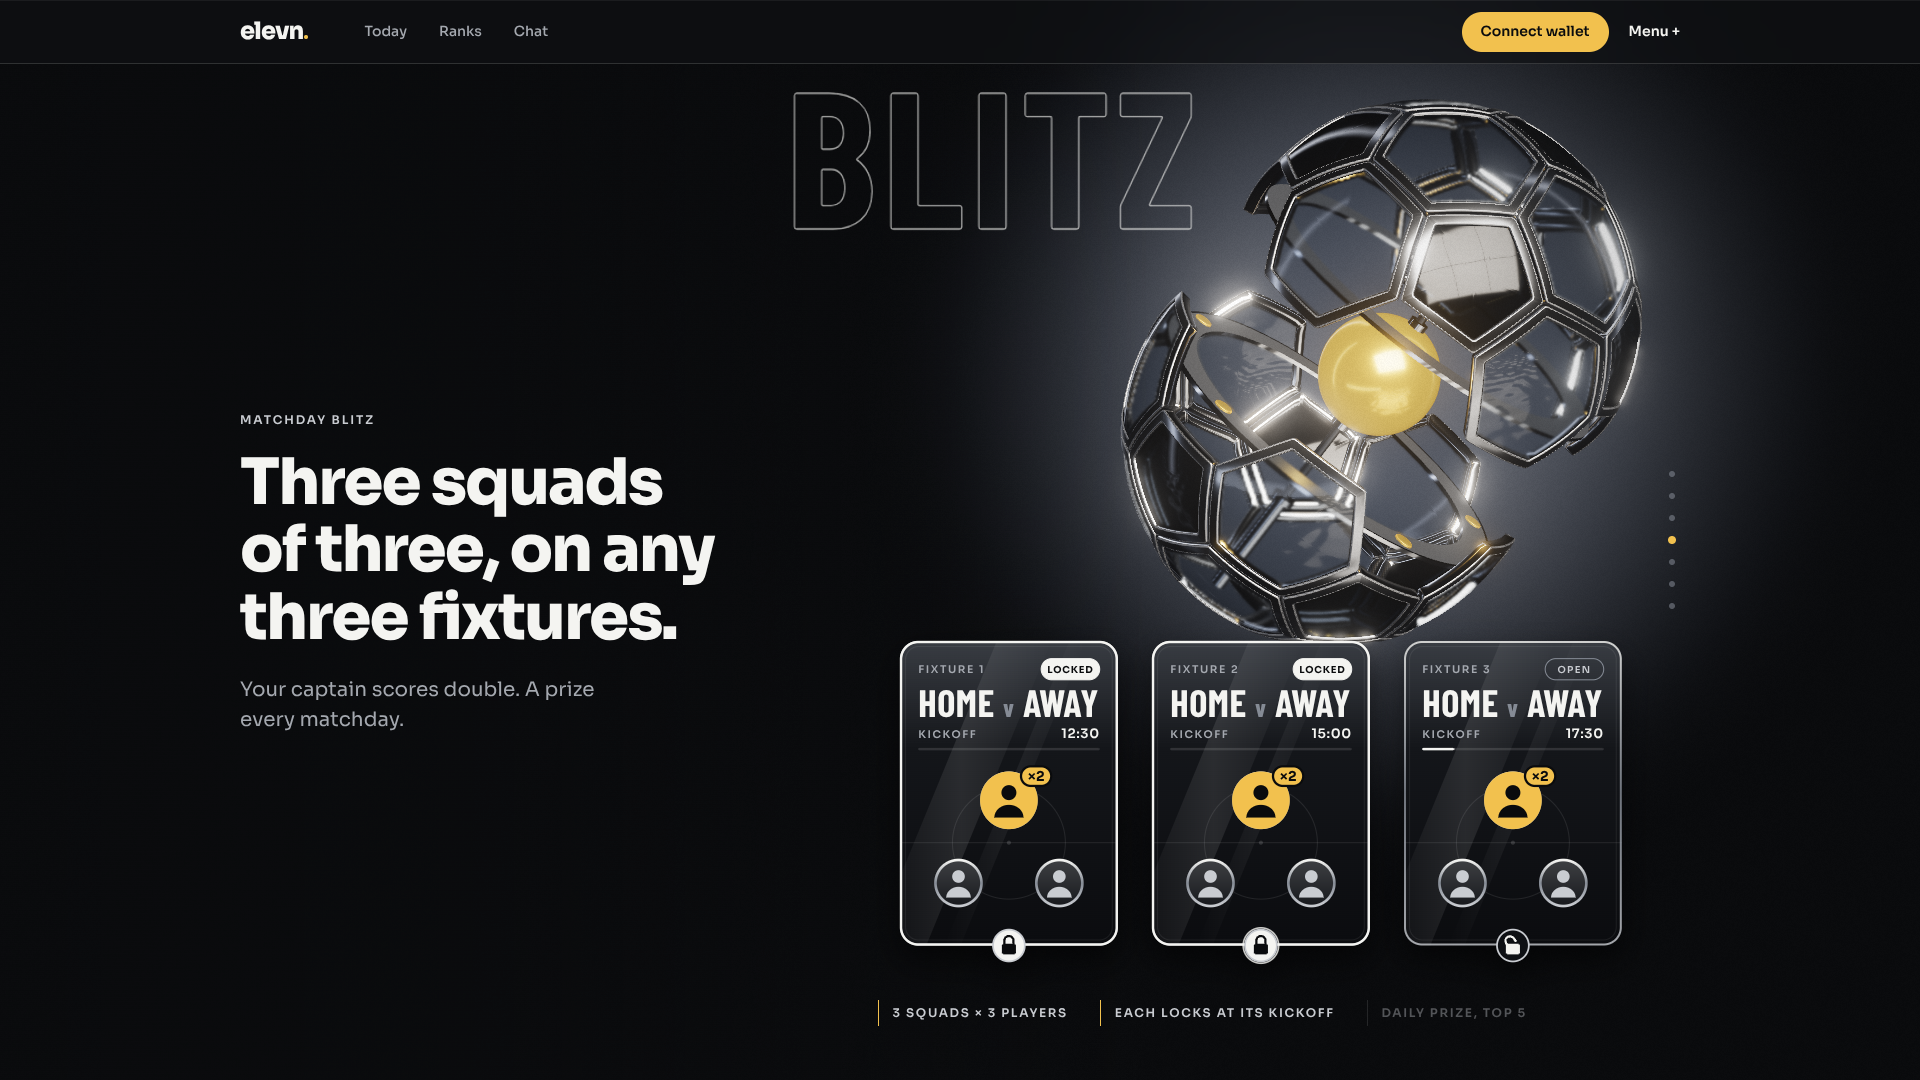 elevn.
Today
Ranks
Chat
Connect wallet
Menu +
BLITZ
MATCHDAY BLITZ
Three squads
of three, on any
three fixtures.
Your captain scores double. A prize
every matchday.
FIXTURE 1
LOCKED
HOME v AWAY
KICKOFF
12:30
×2
FIXTURE 2
LOCKED
HOME v AWAY
KICKOFF
15:00
×2
FIXTURE 3
OPEN
HOME v AWAY
KICKOFF
17:30
×2
3 SQUADS × 3 PLAYERS
EACH LOCKS AT ITS KICKOFF
DAILY PRIZE, TOP 5